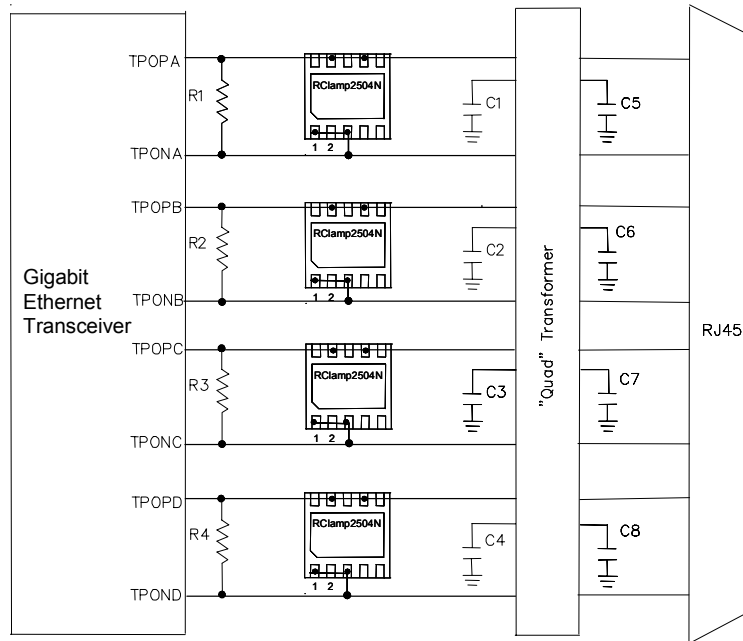 TPOPA
RClamp2504N
R1
C1
C5
1 2
TPONA
TPOPB
RClamp2504N
R2
C2
C6
1 2
TPONB
Gigabit
Ethernet
Transceiver
"Quad" Transformer
RJ45
TPOPC
RClamp2504N
R3
C3
C7
1 2
TPONC
TPOPD
RClamp2504N
R4
C4
C8
1 2
TPOND